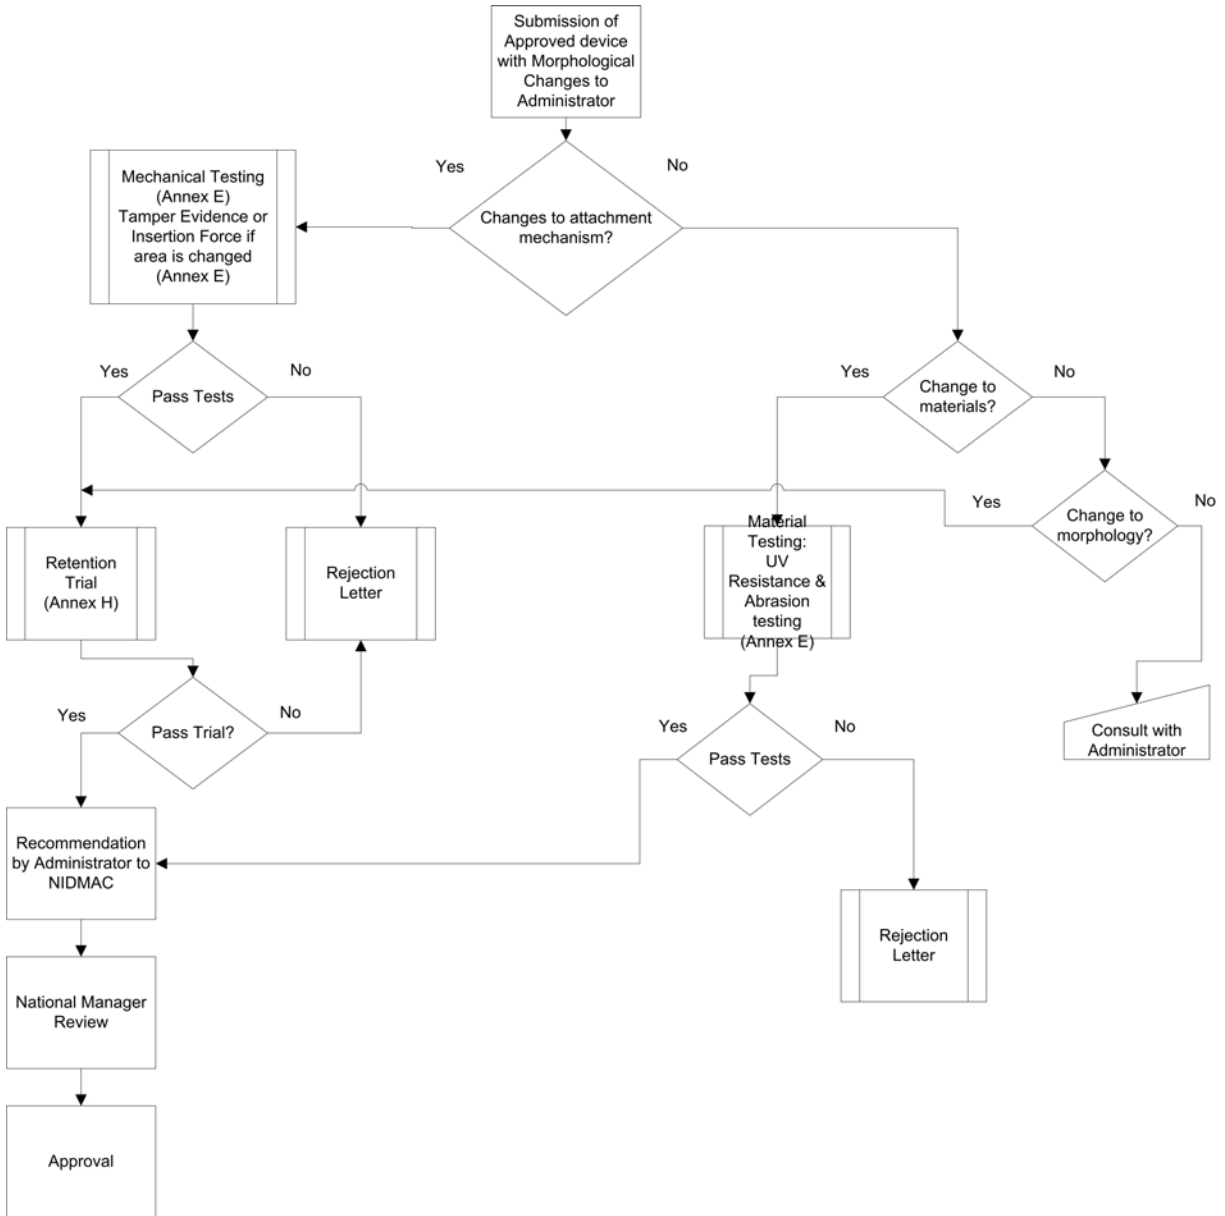 Submission of
Approved device
with Morphological
Changes to
Administrator
Yes
No
Changes to attachment
mechanism?
Mechanical Testing
(Annex E)
Tamper Evidence or
Insertion Force if
area is changed
(Annex E)
Yes
No
Pass Tests
Yes
No
Change to
materials?
Yes
No
Change to
morphology?
Retention
Trial
(Annex H)
Rejection
Letter
Material
Testing:
UV
Resistance &
Abrasion
testing
(Annex E)
Yes
No
Pass Trial?
Yes
No
Pass Tests
Consult with
Administrator
Recommendation
by Administrator to
NIDMAC
Rejection
Letter
National Manager
Review
Approval